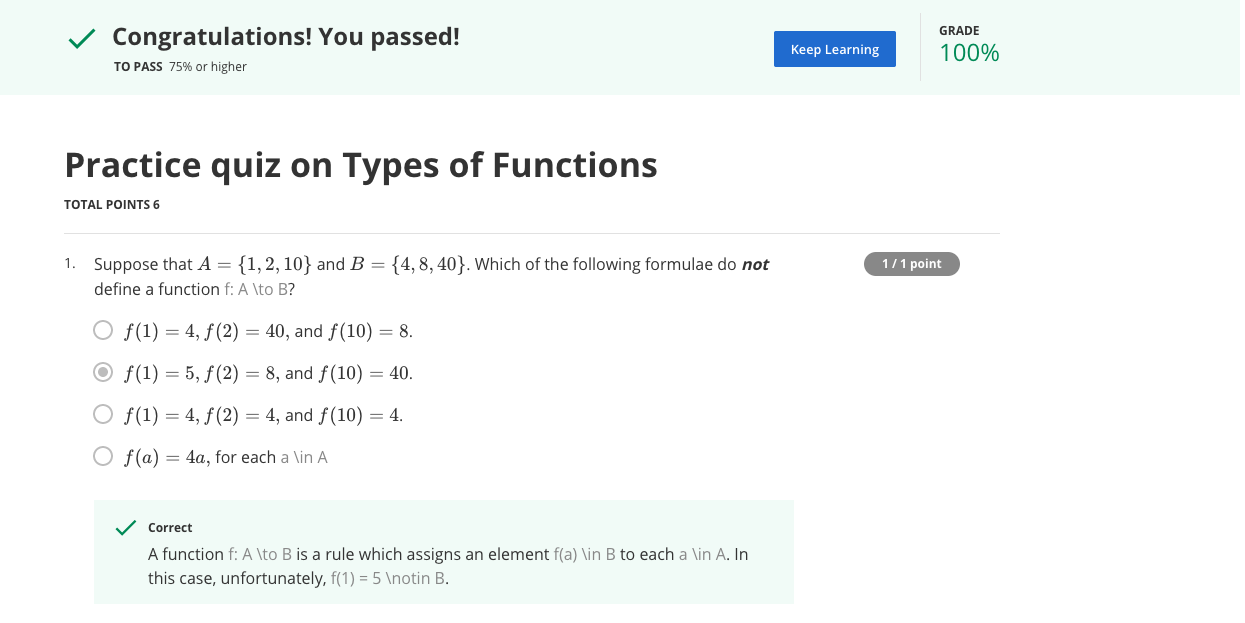 Congratulations! You passed!
TO PASS 75% or higher
Keep Learning
GRADE
100%
Practice quiz on Types of Functions
TOTAL POINTS 6
1. Suppose that A = {1, 2, 10} and B = {4, 8, 40}. Which of the following formulae do not
define a function f: A \to B?
1 / 1 point
f(1) = 4, f(2) = 40, and f(10) = 8.
f(1) = 5, f(2) = 8, and f(10) = 40.
f(1) = 4, f(2) = 4, and f(10) = 4.
f(a) = 4a, for each a \in A
Correct
A function f: A \to B is a rule which assigns an element f(a) \in B to each a \in A. In
this case, unfortunately, f(1) = 5 \notin B.